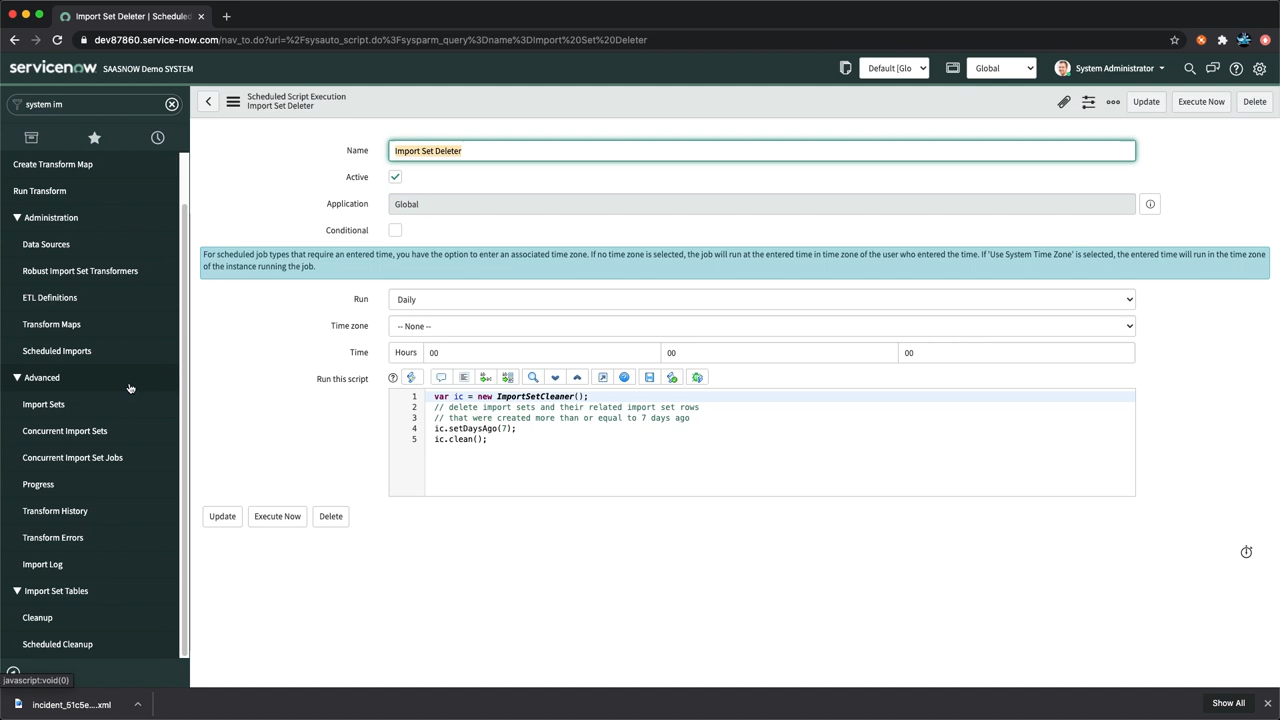 Import Set Deleter | Scheduled
dev87860.service-now.com/nav_to.do?uri=%2Fsysauto_script.do%3Fsysparm_query%3Dname%3DImport%20Set%20Deleter
servicenow
SAASNOW Demo SYSTEM
Default [Glo
Global
System Administrator
system im
Scheduled Script Execution
Import Set Deleter
Update
Execute Now
Delete
Create Transform Map
Run Transform
Administration
Data Sources
Robust Import Set Transformers
ETL Definitions
Transform Maps
Scheduled Imports
Advanced
Import Sets
Concurrent Import Sets
Concurrent Import Set Jobs
Progress
Transform History
Transform Errors
Import Log
Import Set Tables
Cleanup
Scheduled Cleanup
Name
Import Set Deleter
Active
Application
Global
Conditional
For scheduled job types that require an entered time, you have the option to enter an associated time zone. If no time zone is selected, the job will run at the entered time in time zone of the user who entered the time. If 'Use System Time Zone' is selected, the entered time will run in the time zone
of the instance running the job.
Run
Daily
Time zone
-- None --
Time
Hours
00
00
00
Run this script
1 var ic = new ImportSetCleaner();
2 // delete import sets and their related import set rows
3 // that were created more than or equal to 7 days ago
4 ic.setDaysAgo(7);
5 ic.clean();
Update
Execute Now
Delete
javascript:void(0)
incident_51c5e....xml
Show All